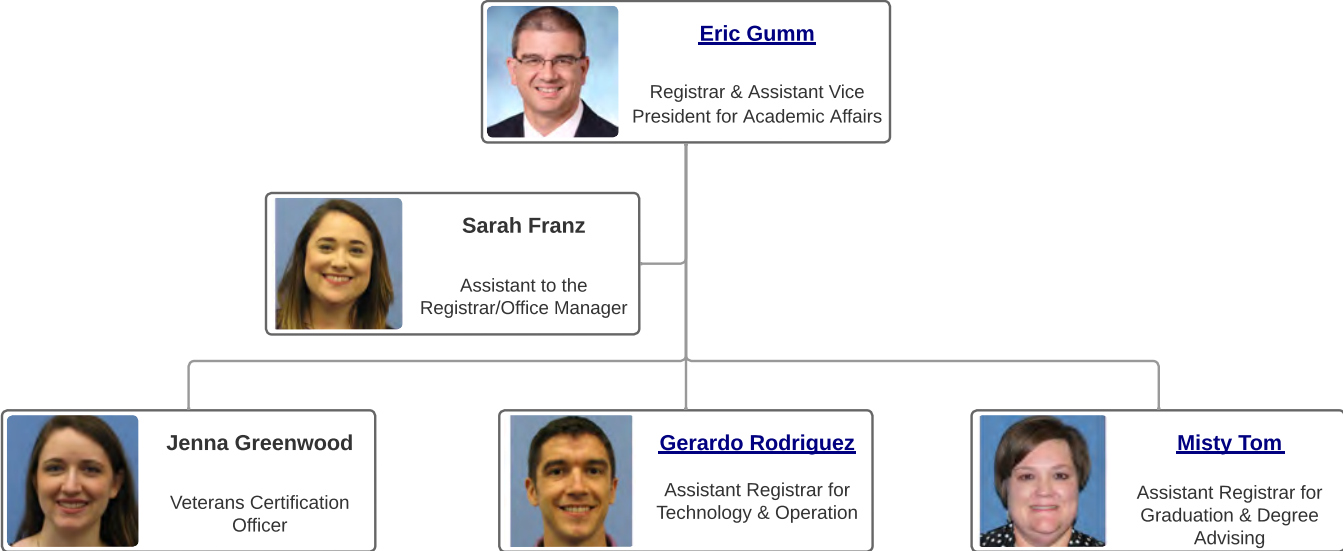 Eric Gumm
Registrar & Assistant Vice
President for Academic Affairs
Sarah Franz
Assistant to the
Registrar/Office Manager
Jenna Greenwood
Veterans Certification
Officer
Gerardo Rodriguez
Assistant Registrar for
Technology & Operation
Misty Tom
Assistant Registrar for
Graduation & Degree
Advising